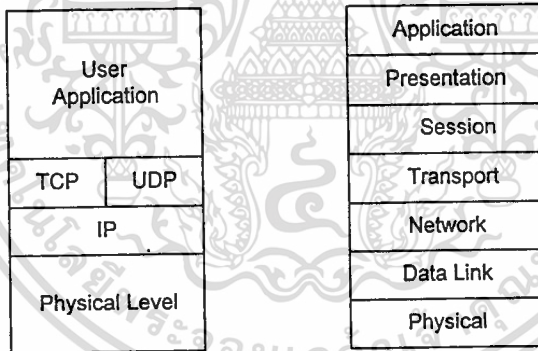 User
Application
TCP
UDP
IP
Physical Level
Application
Presentation
Session
Transport
Network
Data Link
Physical